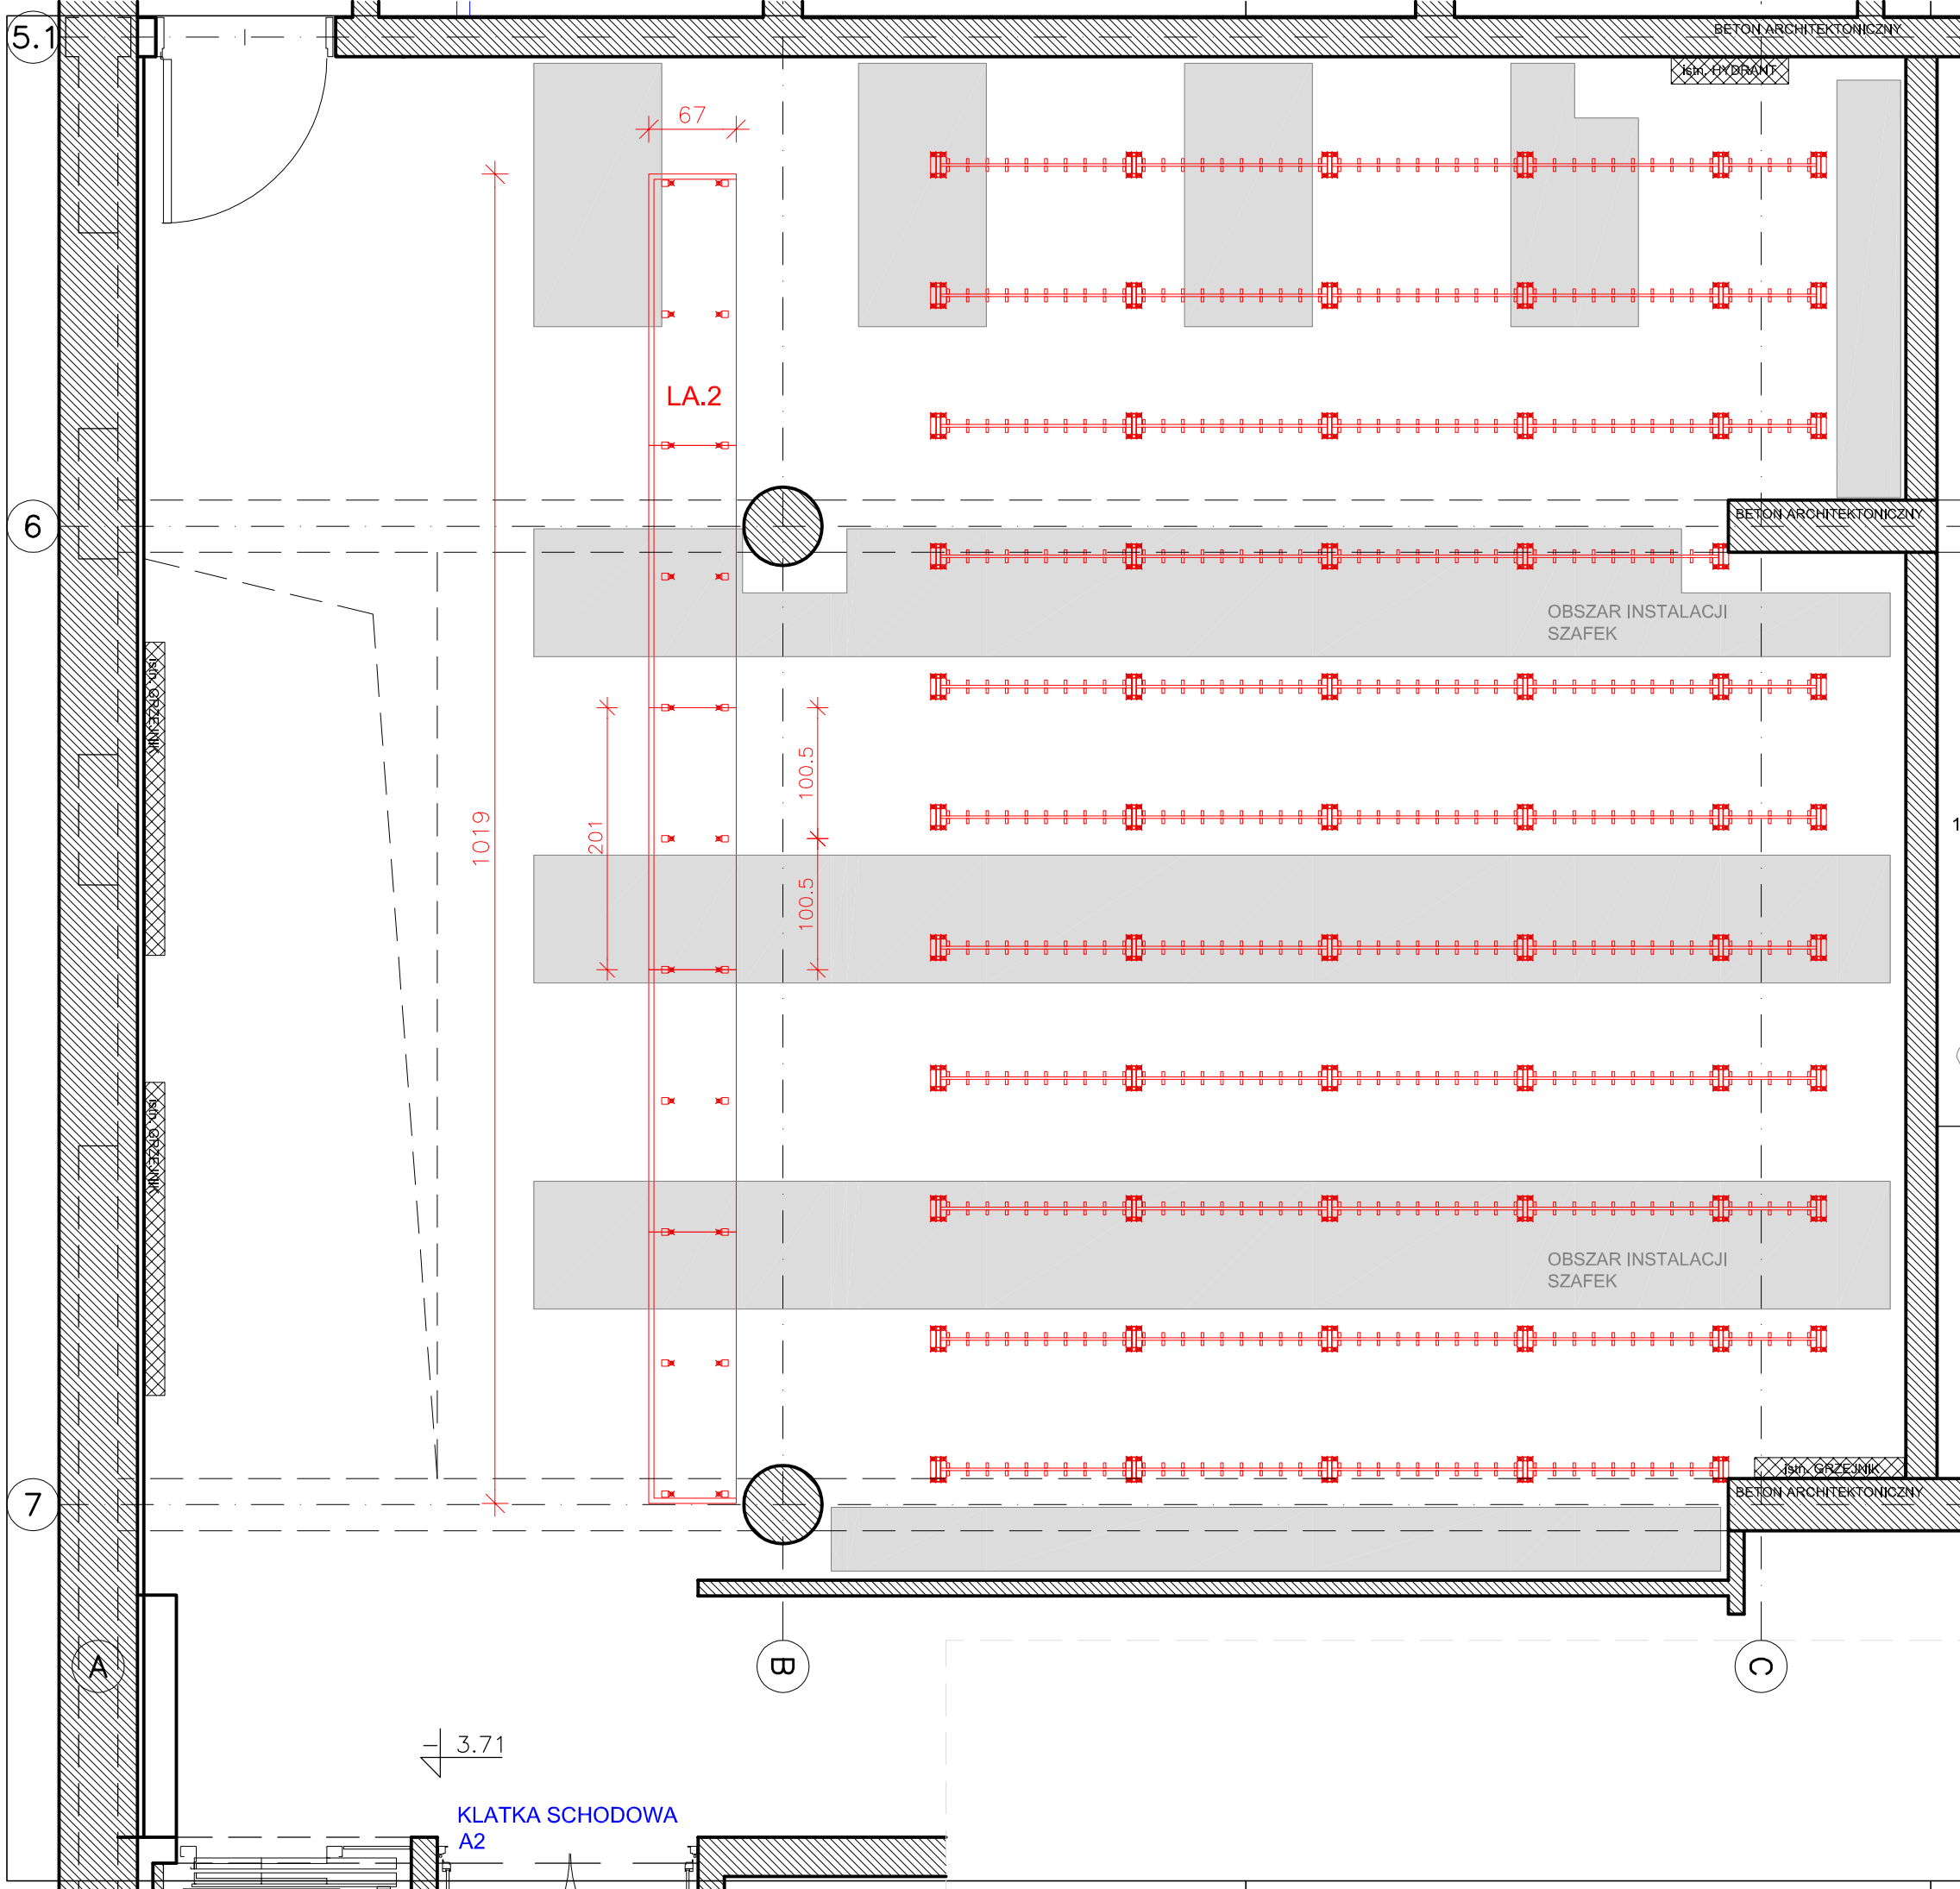 5.1
BETON ARCHITEKTONICZNY
istn. HYDRANT
67
LA.2
6
BETON ARCHITEKTONICZNY
OBSZAR INSTALACJI
SZAFEK
istn. GRZEJNIK
100.5
1019
201
1
100.5
istn. GRZEJNIK
OBSZAR INSTALACJI
SZAFEK
istn. GRZEJNIK
7
BETON ARCHITEKTONICZNY
A
B
C
3.71
KLATKA SCHODOWA
A2